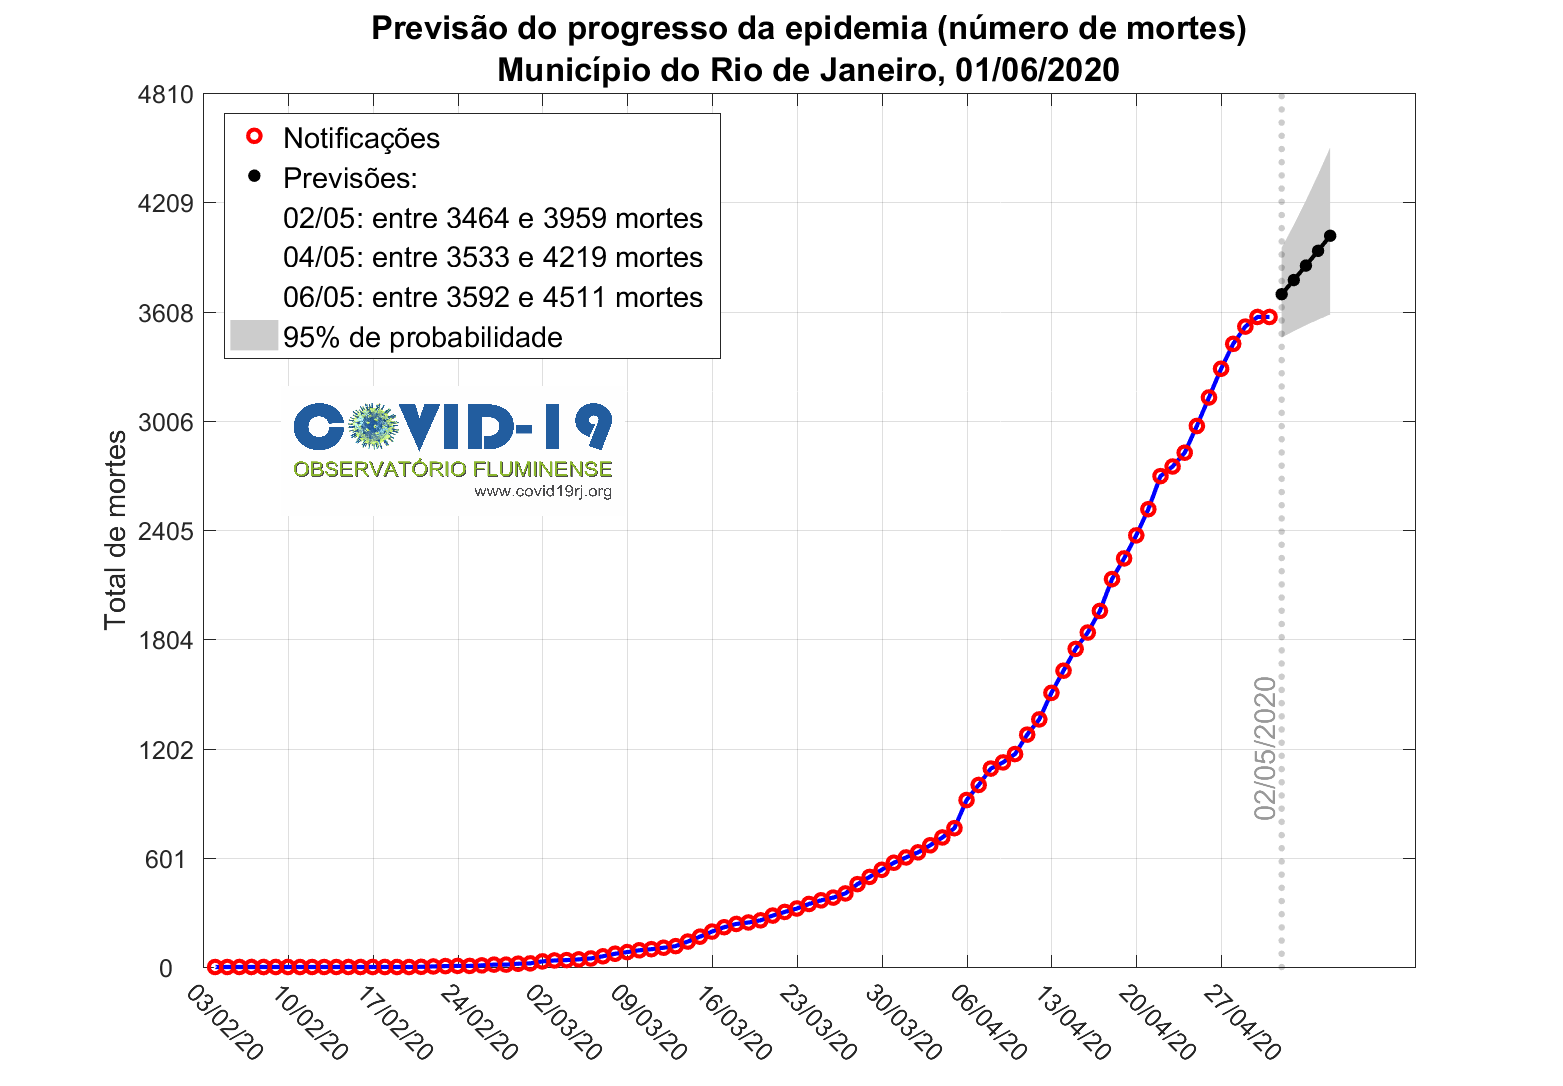 Previsão do progresso da epidemia (número de mortes)
Município do Rio de Janeiro, 01/06/2020
4810
4209
3608
3006
2405
1804
1202
601
0
Total de mortes
Notificações
Previsões:
02/05: entre 3464 e 3959 mortes
04/05: entre 3533 e 4219 mortes
06/05: entre 3592 e 4511 mortes
95% de probabilidade
COVID-19
OBSERVATÓRIO FLUMINENSE
www.covid19rj.org
02/05/2020
03/02/20
10/02/20
17/02/20
24/02/20
02/03/20
09/03/20
16/03/20
23/03/20
30/03/20
06/04/20
13/04/20
20/04/20
27/04/20